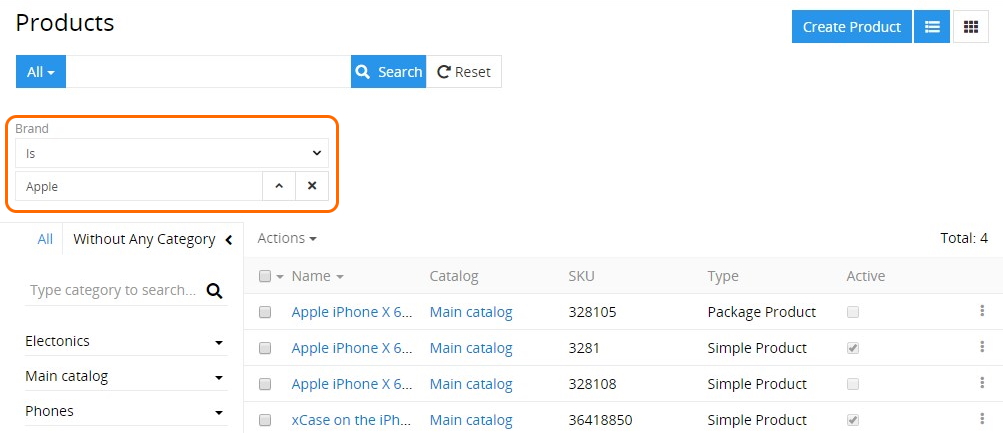 Products
Create Product
All
Search
Reset
Brand
Is
Apple
All Without Any Category
Actions
Total: 4
Type category to search...
Electonics
Main catalog
Phones
Name Catalog SKU Type Active
Apple iPhone X 6... Main catalog 328105 Package Product
Apple iPhone X 6... Main catalog 3281 Simple Product
Apple iPhone X 6... Main catalog 328108 Simple Product
xCase on the iPh... Main catalog 36418850 Simple Product